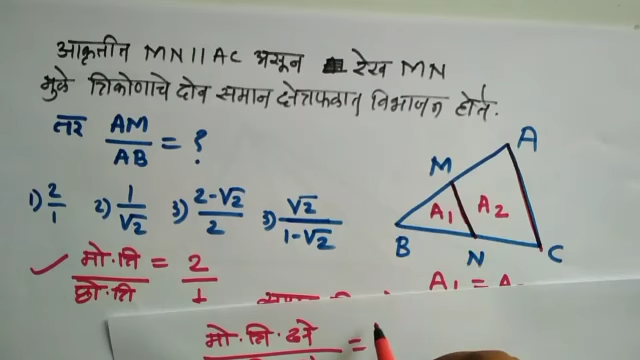 आकृतीत MN || AC असून रेख MN
मुळे त्रिकोणाचे दोन समान क्षेत्रफळात विभाजन होते.
तर AM/AB = ?
1) 2/1 2) 1/√2 3) 2-√2/2 3) √2/1-√2
A
M
A₁ A₂
B
N
C
✓ मो.त्रि/छो.त्रि = 2/1
A₁ = A
मो.त्रि.चे =